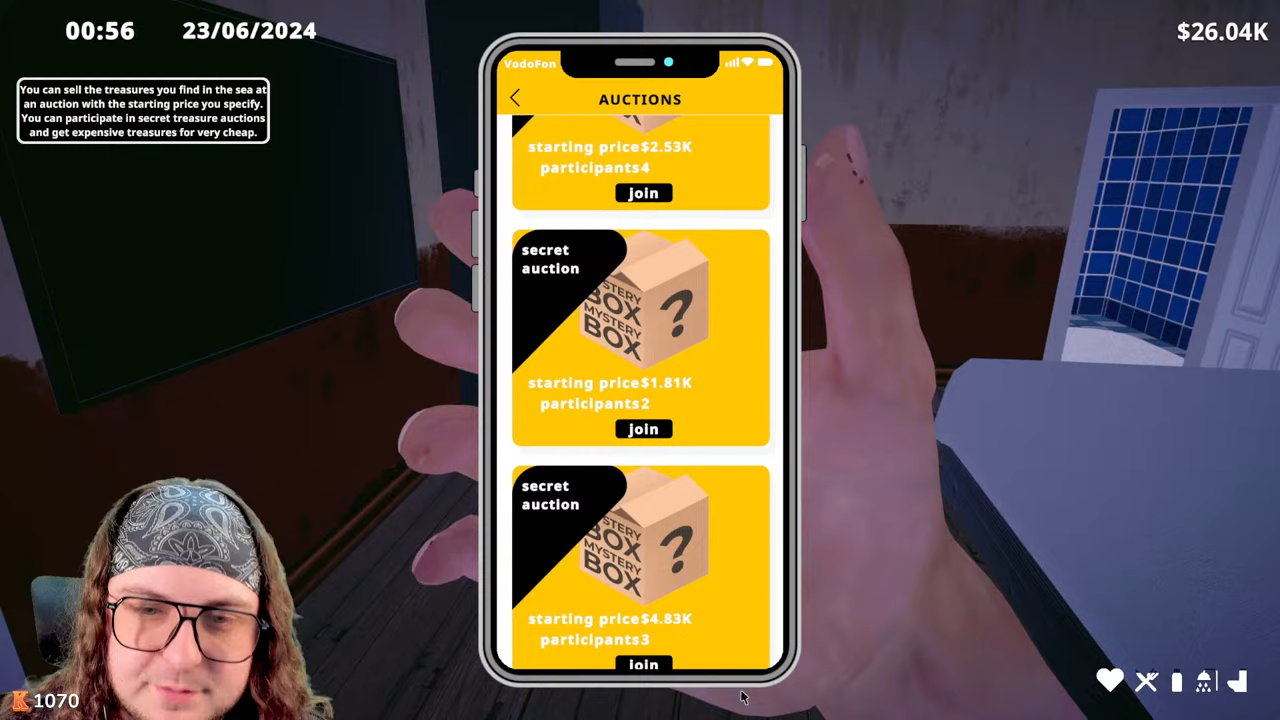 00:56
23/06/2024
$26.04K
You can sell the treasures you find in the sea at
an auction with the starting price you specify.
You can participate in secret treasure auctions
and get expensive treasures for very cheap.
VodoFon
AUCTIONS
starting price$2.53K
participants4
join
secret
auction
MYSTERY
BOX
MYSTERY
BOX
?
starting price$1.81K
participants2
join
secret
auction
MYSTERY
BOX
MYSTERY
BOX
?
starting price$4.83K
participants3
join
K 1070